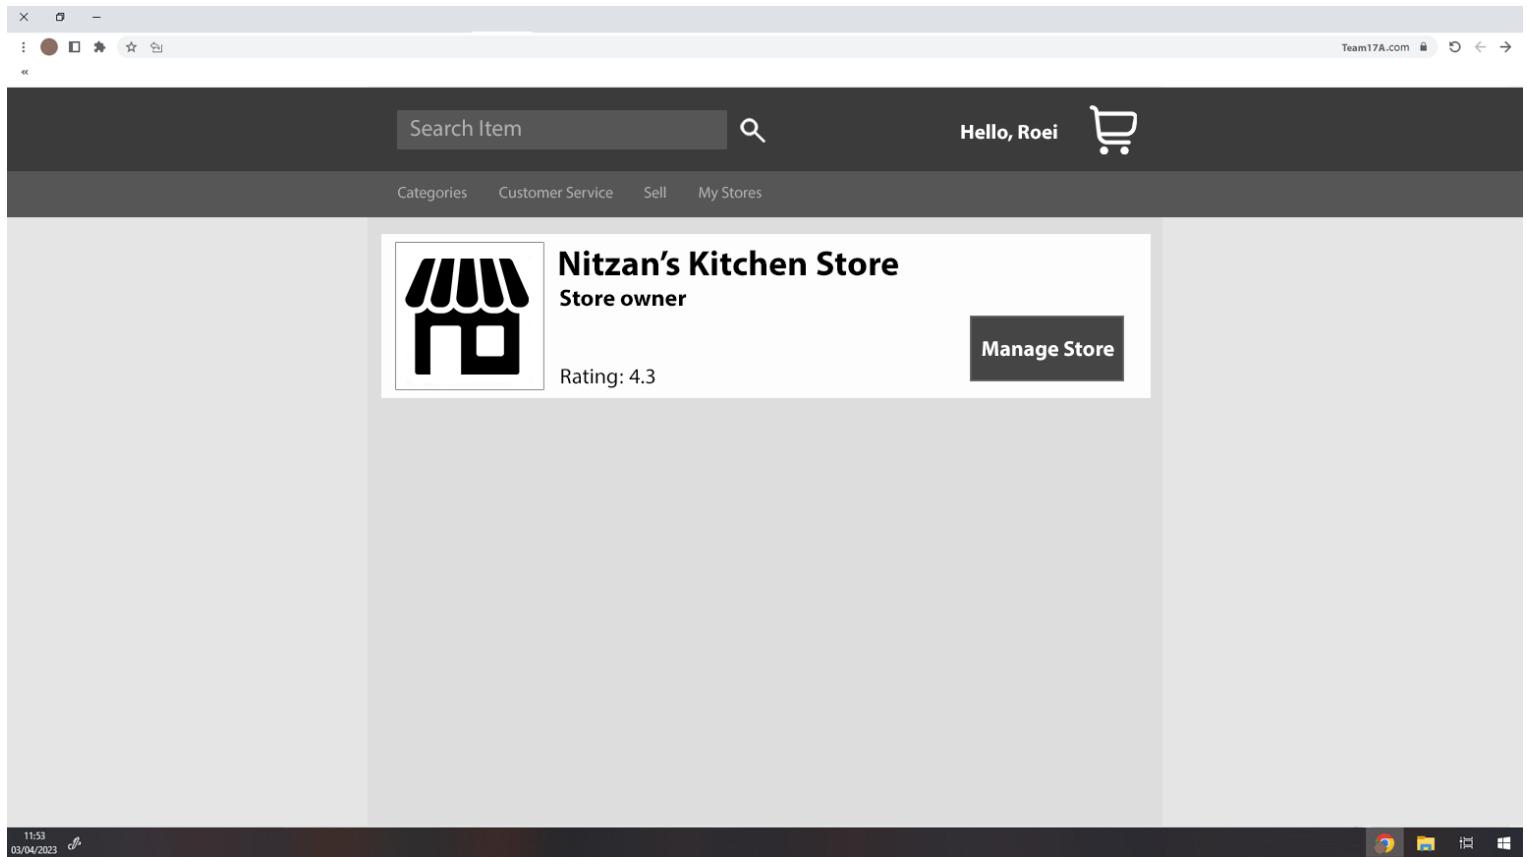 Team17A.com
«
Search Item
Hello, Roei
Categories Customer Service Sell My Stores
Nitzan’s Kitchen Store
Store owner
Manage Store
Rating: 4.3
11:53
03/04/2023